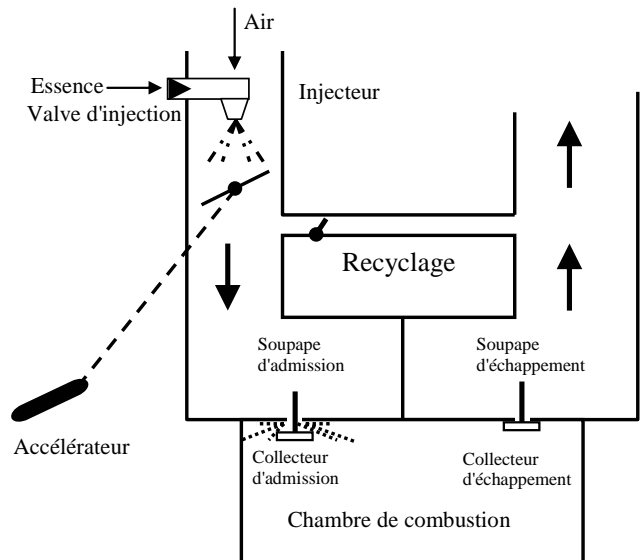 Air
Essence
Valve d'injection
Injecteur
Recyclage
Soupape
d'admission
Soupape
d'échappement
Accélérateur
Collecteur
d'admission
Collecteur
d'échappement
Chambre de combustion